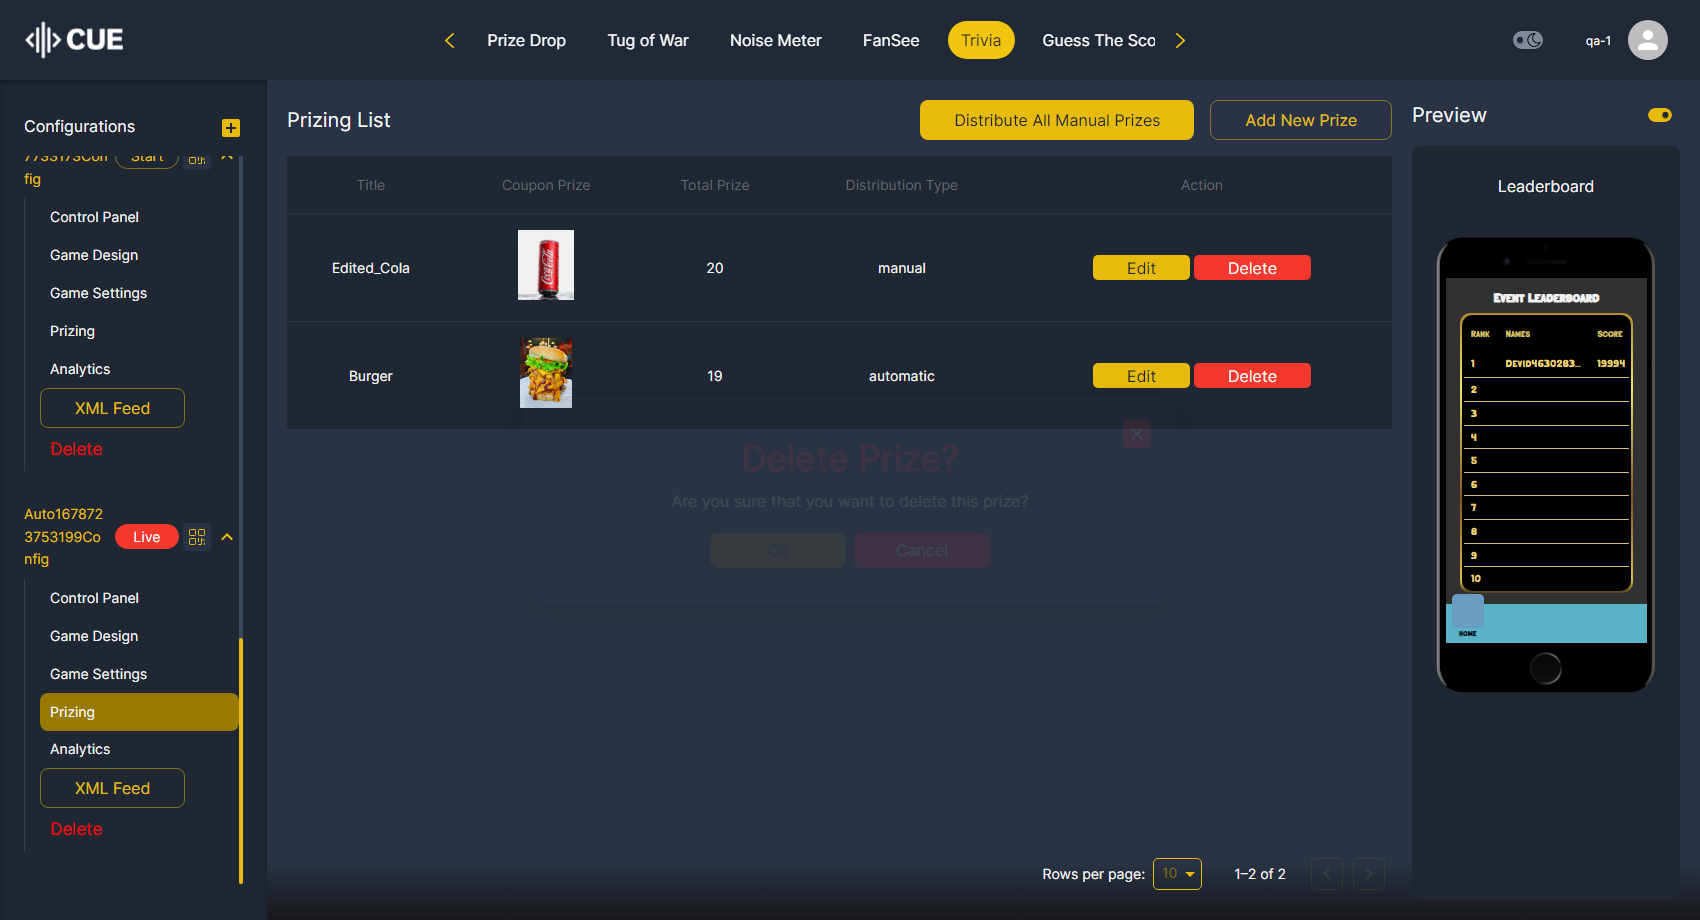 CUE
Prize Drop
Tug of War
Noise Meter
FanSee
Trivia
Guess The Sco
qa-1
Configurations
7733173Con
fig
Start
Control Panel
Game Design
Game Settings
Prizing
Analytics
XML Feed
Delete
Auto167872
3753199Co
nfig
Live
Control Panel
Game Design
Game Settings
Prizing
Analytics
XML Feed
Delete
Prizing List
Distribute All Manual Prizes
Add New Prize
Title
Coupon Prize
Total Prize
Distribution Type
Action
Edited_Cola
Coca-Cola
20
manual
Edit
Delete
Burger
19
automatic
Edit
Delete
Delete Prize?
Are you sure that you want to delete this prize?
Ok
Cancel
Rows per page:
10
1–2 of 2
Preview
Leaderboard
Event Leaderboard
Rank Names Score
1 Devid4630283... 19994
2
3
4
5
6
7
8
9
10
HOME